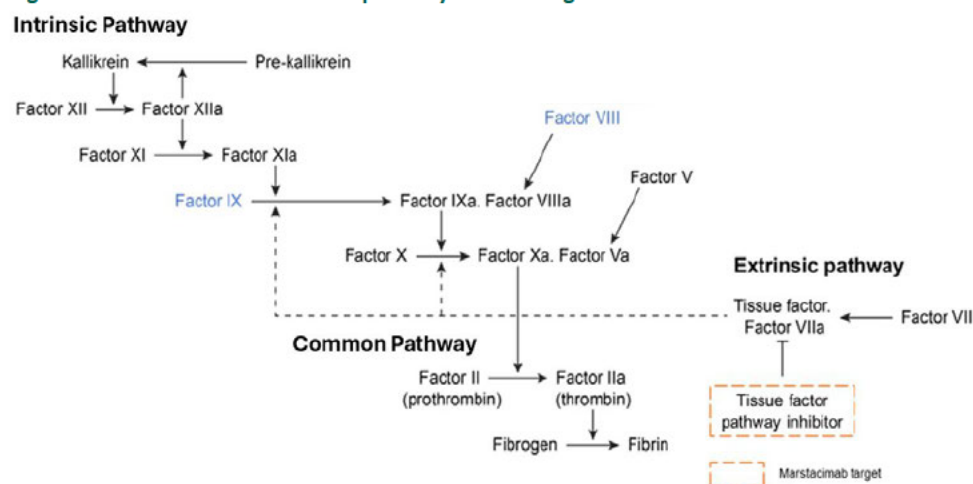 Intrinsic Pathway
Kallikrein
Pre-kallikrein
Factor XII
Factor XIIa
Factor VIII
Factor XI
Factor XIa
Factor V
Factor IX
Factor IXa. Factor VIIIa
Factor X
Factor Xa. Factor Va
Extrinsic pathway
Tissue factor.
Factor VIIa
Factor VII
Common Pathway
Factor II
(prothrombin)
Factor IIa
(thrombin)
Tissue factor
pathway inhibitor
Fibrogen
Fibrin
Marstacimab target